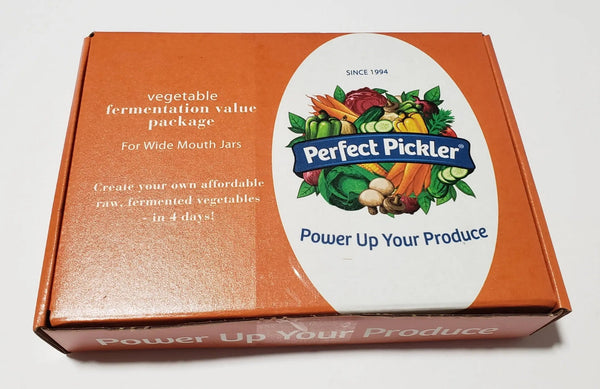 vegetable
fermentation value
package
For Wide Mouth Jars
Create your own affordable
raw, fermented vegetables
- in 4 days!
SINCE 1994
Perfect Pickler®
Power Up Your Produce
Power Up Your Produce